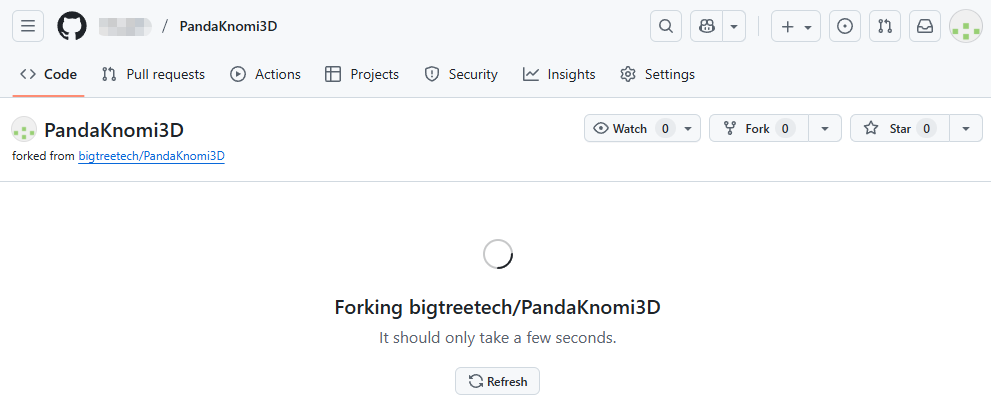 / PandaKnomi3D
Code Pull requests Actions Projects Security Insights Settings
PandaKnomi3D Watch 0 Fork 0 Star 0
forked from bigtreetech/PandaKnomi3D
Forking bigtreetech/PandaKnomi3D
It should only take a few seconds.
Refresh